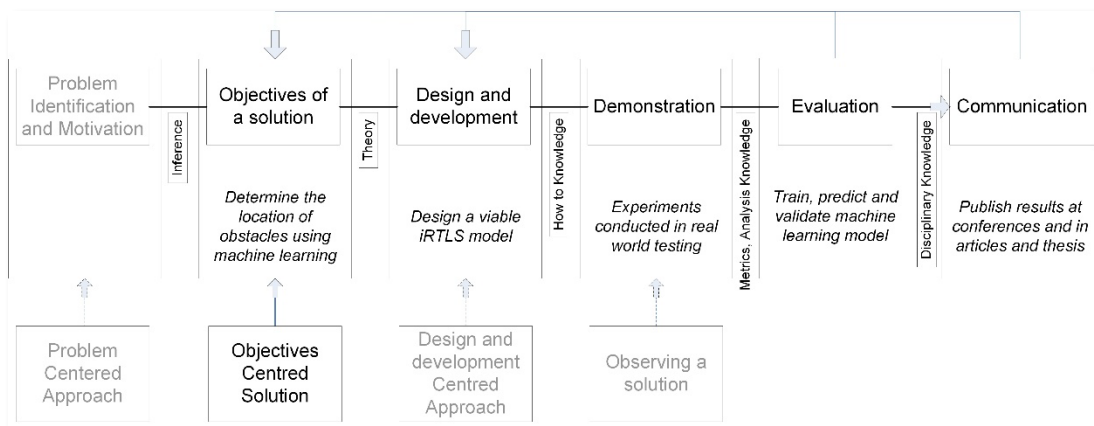 Problem
Identification
and Motivation
Objectives of
a solution
Design and
development
Demonstration
Evaluation
Communication
Inference
Theory
How to Knowledge
Metrics, Analysis Knowledge
Disciplinary Knowledge
Determine the
location of
obstacles using
machine learning
Design a viable
iRTLS model
Experiments
conducted in real
world testing
Train, predict and
validate machine
learning model
Publish results at
conferences and in
articles and thesis
Problem
Centered
Approach
Objectives
Centred
Solution
Design and
development
Centred
Approach
Observing a
solution